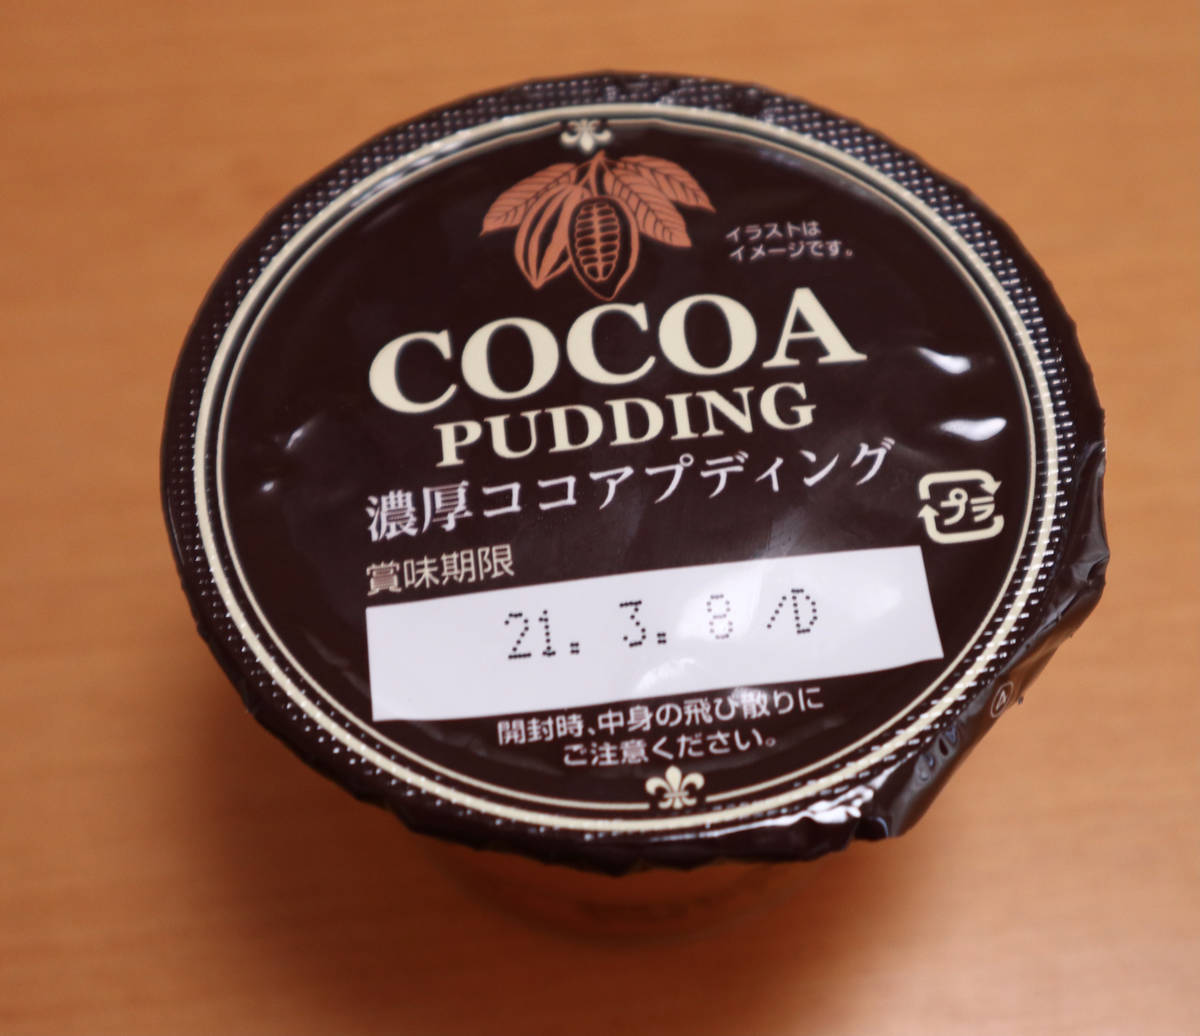 イラストは
イメージです。
COCOA
PUDDING
濃厚ココアプディング
プラ
賞味期限
21. 3. 8 /D
開封時、中身の飛び散りに
ご注意ください。
A